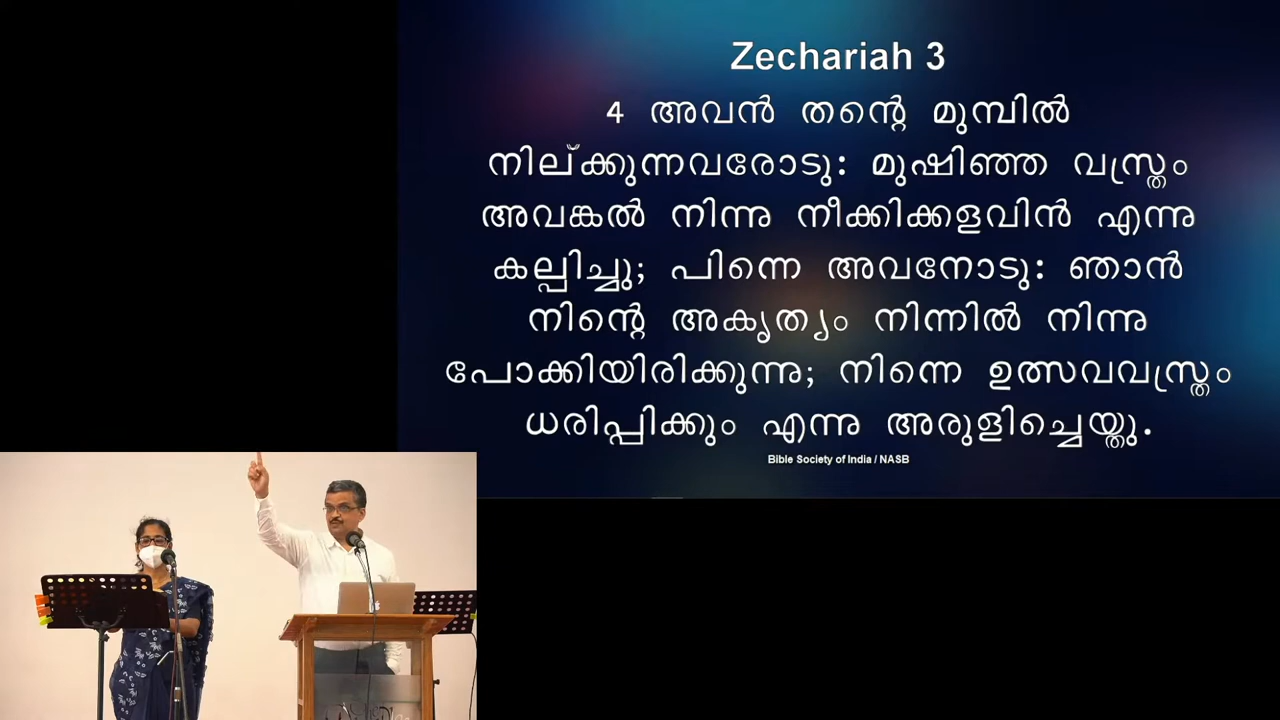 Zechariah 3
4 അവൻ തന്റെ മുമ്പിൽ
നില്ക്കുന്നവരോടു: മുഷിഞ്ഞ വസ്ത്രം
അവങ്കൽ നിന്നു നീക്കിക്കളവിൻ എന്നു
കല്പിച്ചു; പിന്നെ അവനോടു: ഞാൻ
നിന്റെ അകൃത്യം നിന്നിൽ നിന്നു
പോക്കിയിരിക്കുന്നു; നിന്നെ ഉത്സവവസ്ത്രം
ധരിപ്പിക്കും എന്നു അരുളിച്ചെയ്തു.
Bible Society of India / NASB